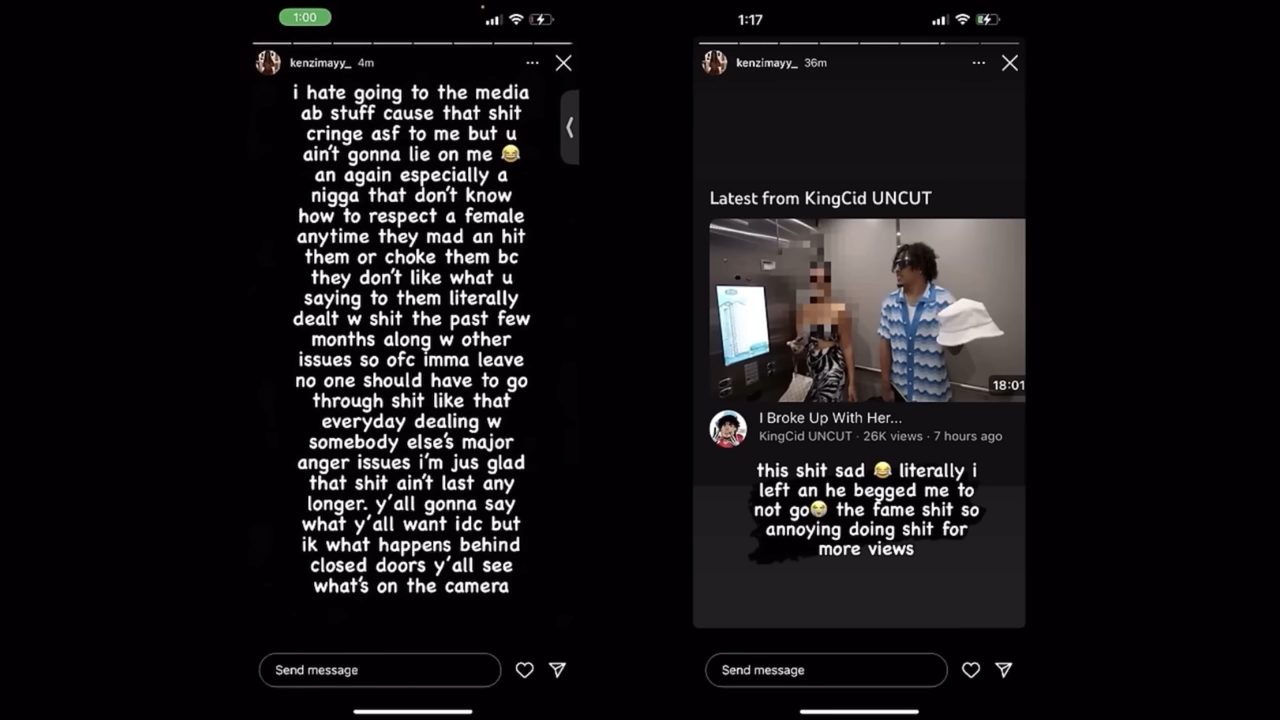 1:00
kenzimayy_ 4m
i hate going to the media
ab stuff cause that shit
cringe asf to me but u
ain't gonna lie on me 😂
an again especially a
nigga that don't know
how to respect a female
anytime they mad an hit
them or choke them bc
they don't like what u
saying to them literally
dealt w shit the past few
months along w other
issues so ofc imma leave
no one should have to go
through shit like that
everyday dealing w
somebody else's major
anger issues i'm jus glad
that shit ain't last any
longer. y'all gonna say
what y'all want idc but
ik what happens behind
closed doors y'all see
what's on the camera
Send message
1:17
kenzimayy_ 36m
Latest from KingCid UNCUT
18:01
I Broke Up With Her...
KingCid UNCUT · 26K views · 7 hours ago
this shit sad 😂 literally i
left an he begged me to
not go😭 the fame shit so
annoying doing shit for
more views
Send message